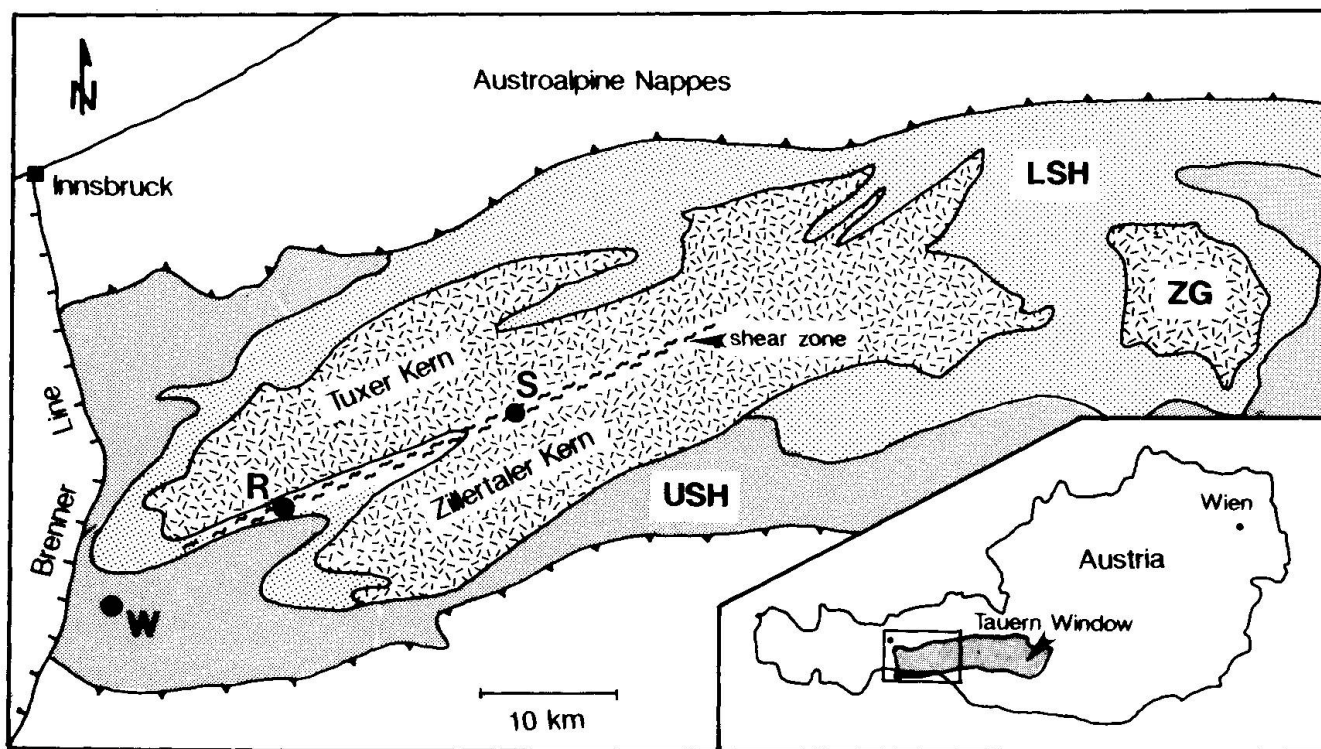 N
Austroalpine Nappes
Innsbruck
LSH
ZG
shear zone
Tuxer Kern
S
Zillertaler Kern
R
USH
Brenner Line
W
10 km
Wien
Austria
Tauern Window